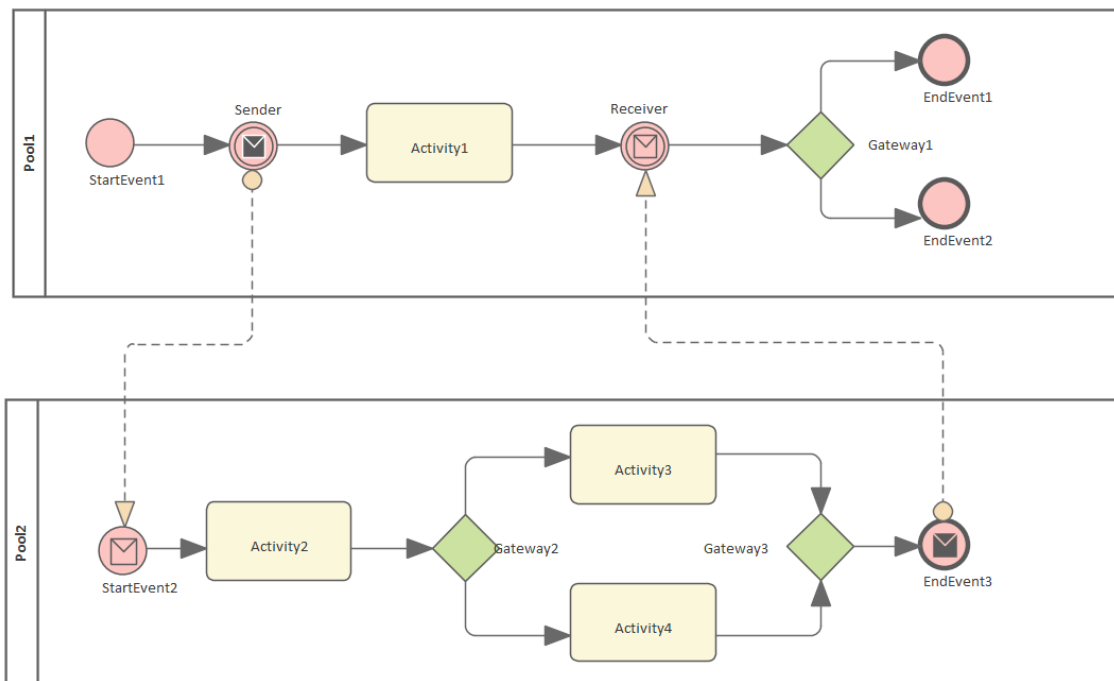 Pool1
StartEvent1
Sender
Activity1
Receiver
Gateway1
EndEvent1
EndEvent2
Pool2
StartEvent2
Activity2
Gateway2
Activity3
Activity4
Gateway3
EndEvent3